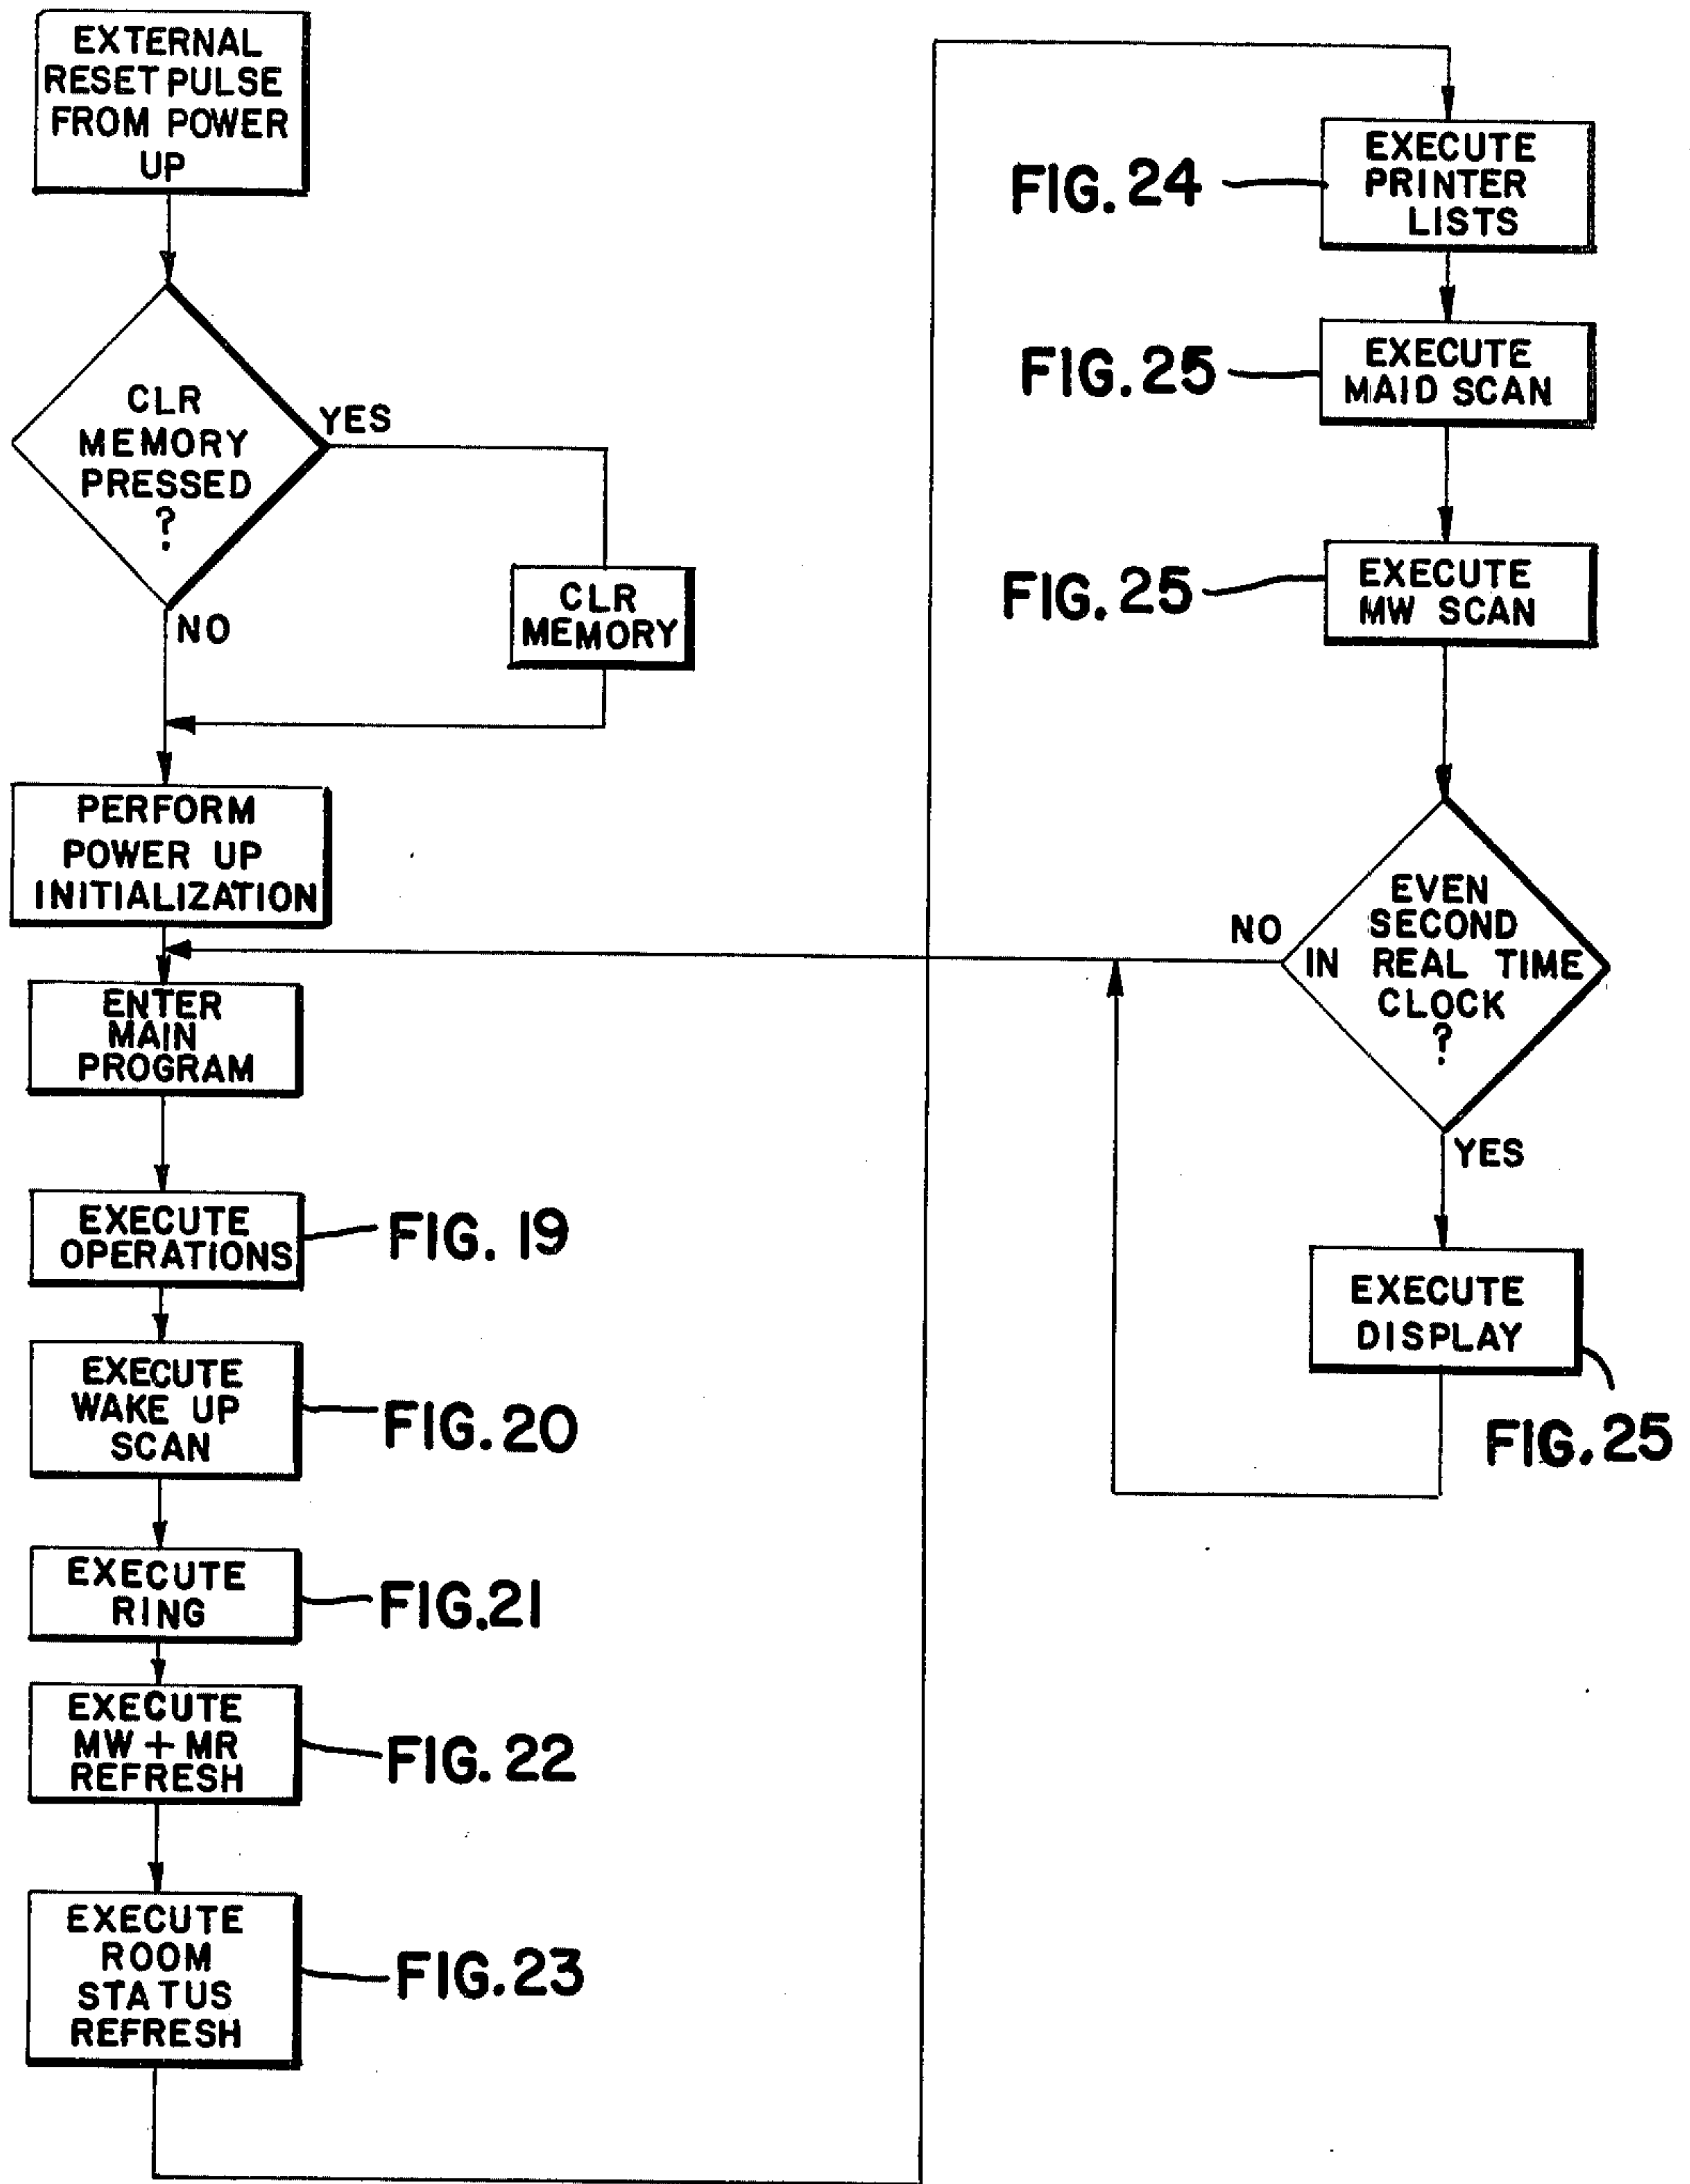 EXTERNAL
RESET PULSE
FROM POWER
UP
CLR
MEMORY
PRESSED
?
YES
NO
CLR
MEMORY
PERFORM
POWER UP
INITIALIZATION
ENTER
MAIN
PROGRAM
EXECUTE
OPERATIONS
FIG. 19
EXECUTE
WAKE UP
SCAN
FIG. 20
EXECUTE
RING
FIG. 21
EXECUTE
MW + MR
REFRESH
FIG. 22
EXECUTE
ROOM
STATUS
REFRESH
FIG. 23
FIG. 24
EXECUTE
PRINTER
LISTS
FIG. 25
EXECUTE
MAID SCAN
FIG. 25
EXECUTE
MW SCAN
EVEN
SECOND
IN REAL TIME
CLOCK
?
NO
YES
EXECUTE
DISPLAY
FIG. 25